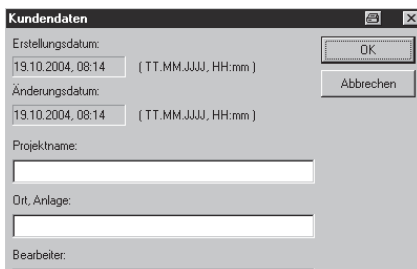 Kundendaten
Erstellungsdatum:
19.10.2004, 08:14 ( TT.MM.JJJJ, HH:mm )
Änderungsdatum:
19.10.2004, 08:14 ( TT.MM.JJJJ, HH:mm )
Projektname:
Ort, Anlage:
Bearbeiter:
OK
Abbrechen